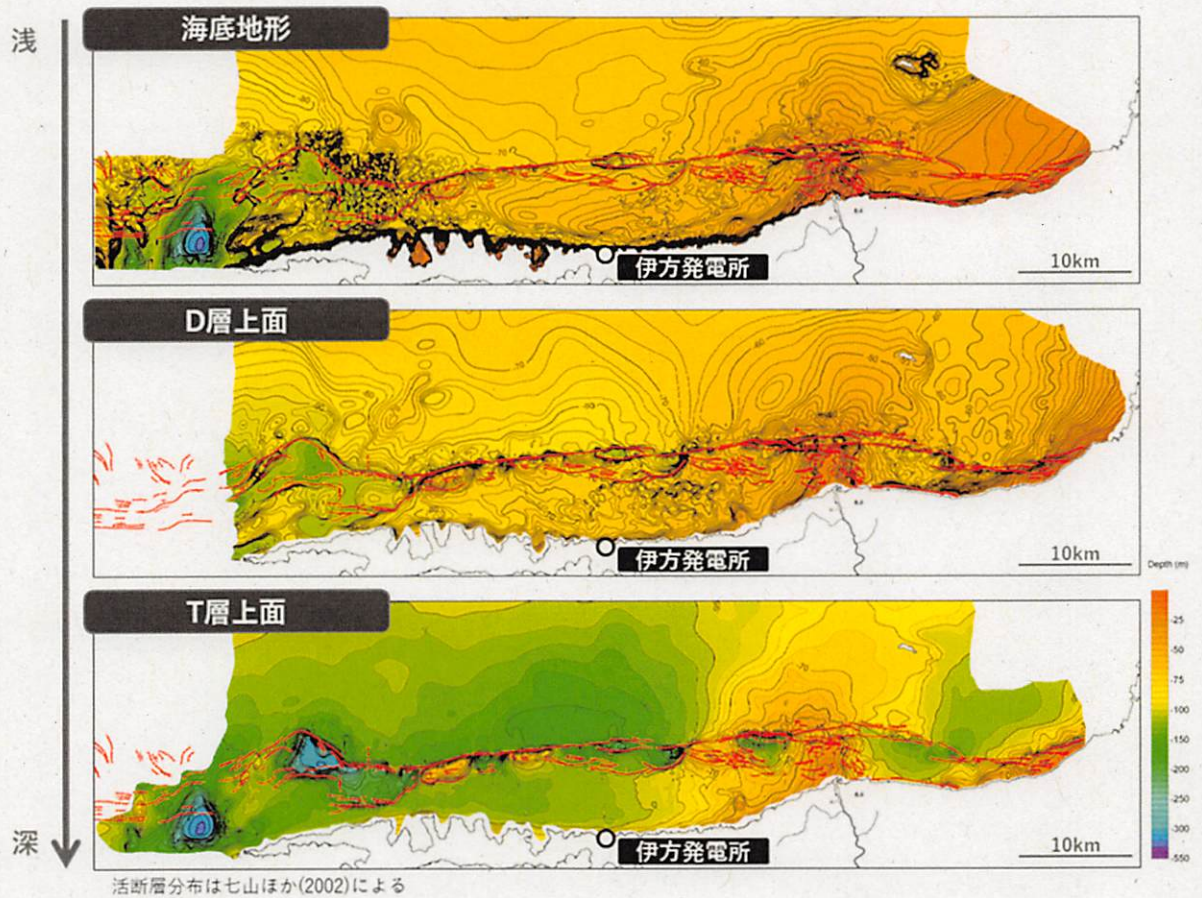 浅
海底地形
伊方発電所
10km
D層上面
伊方発電所
10km
Depth (m)
T層上面
-25
-50
-75
-100
-150
-200
-250
-300
-550
伊方発電所
10km
深
活断層分布は七山ほか(2002)による